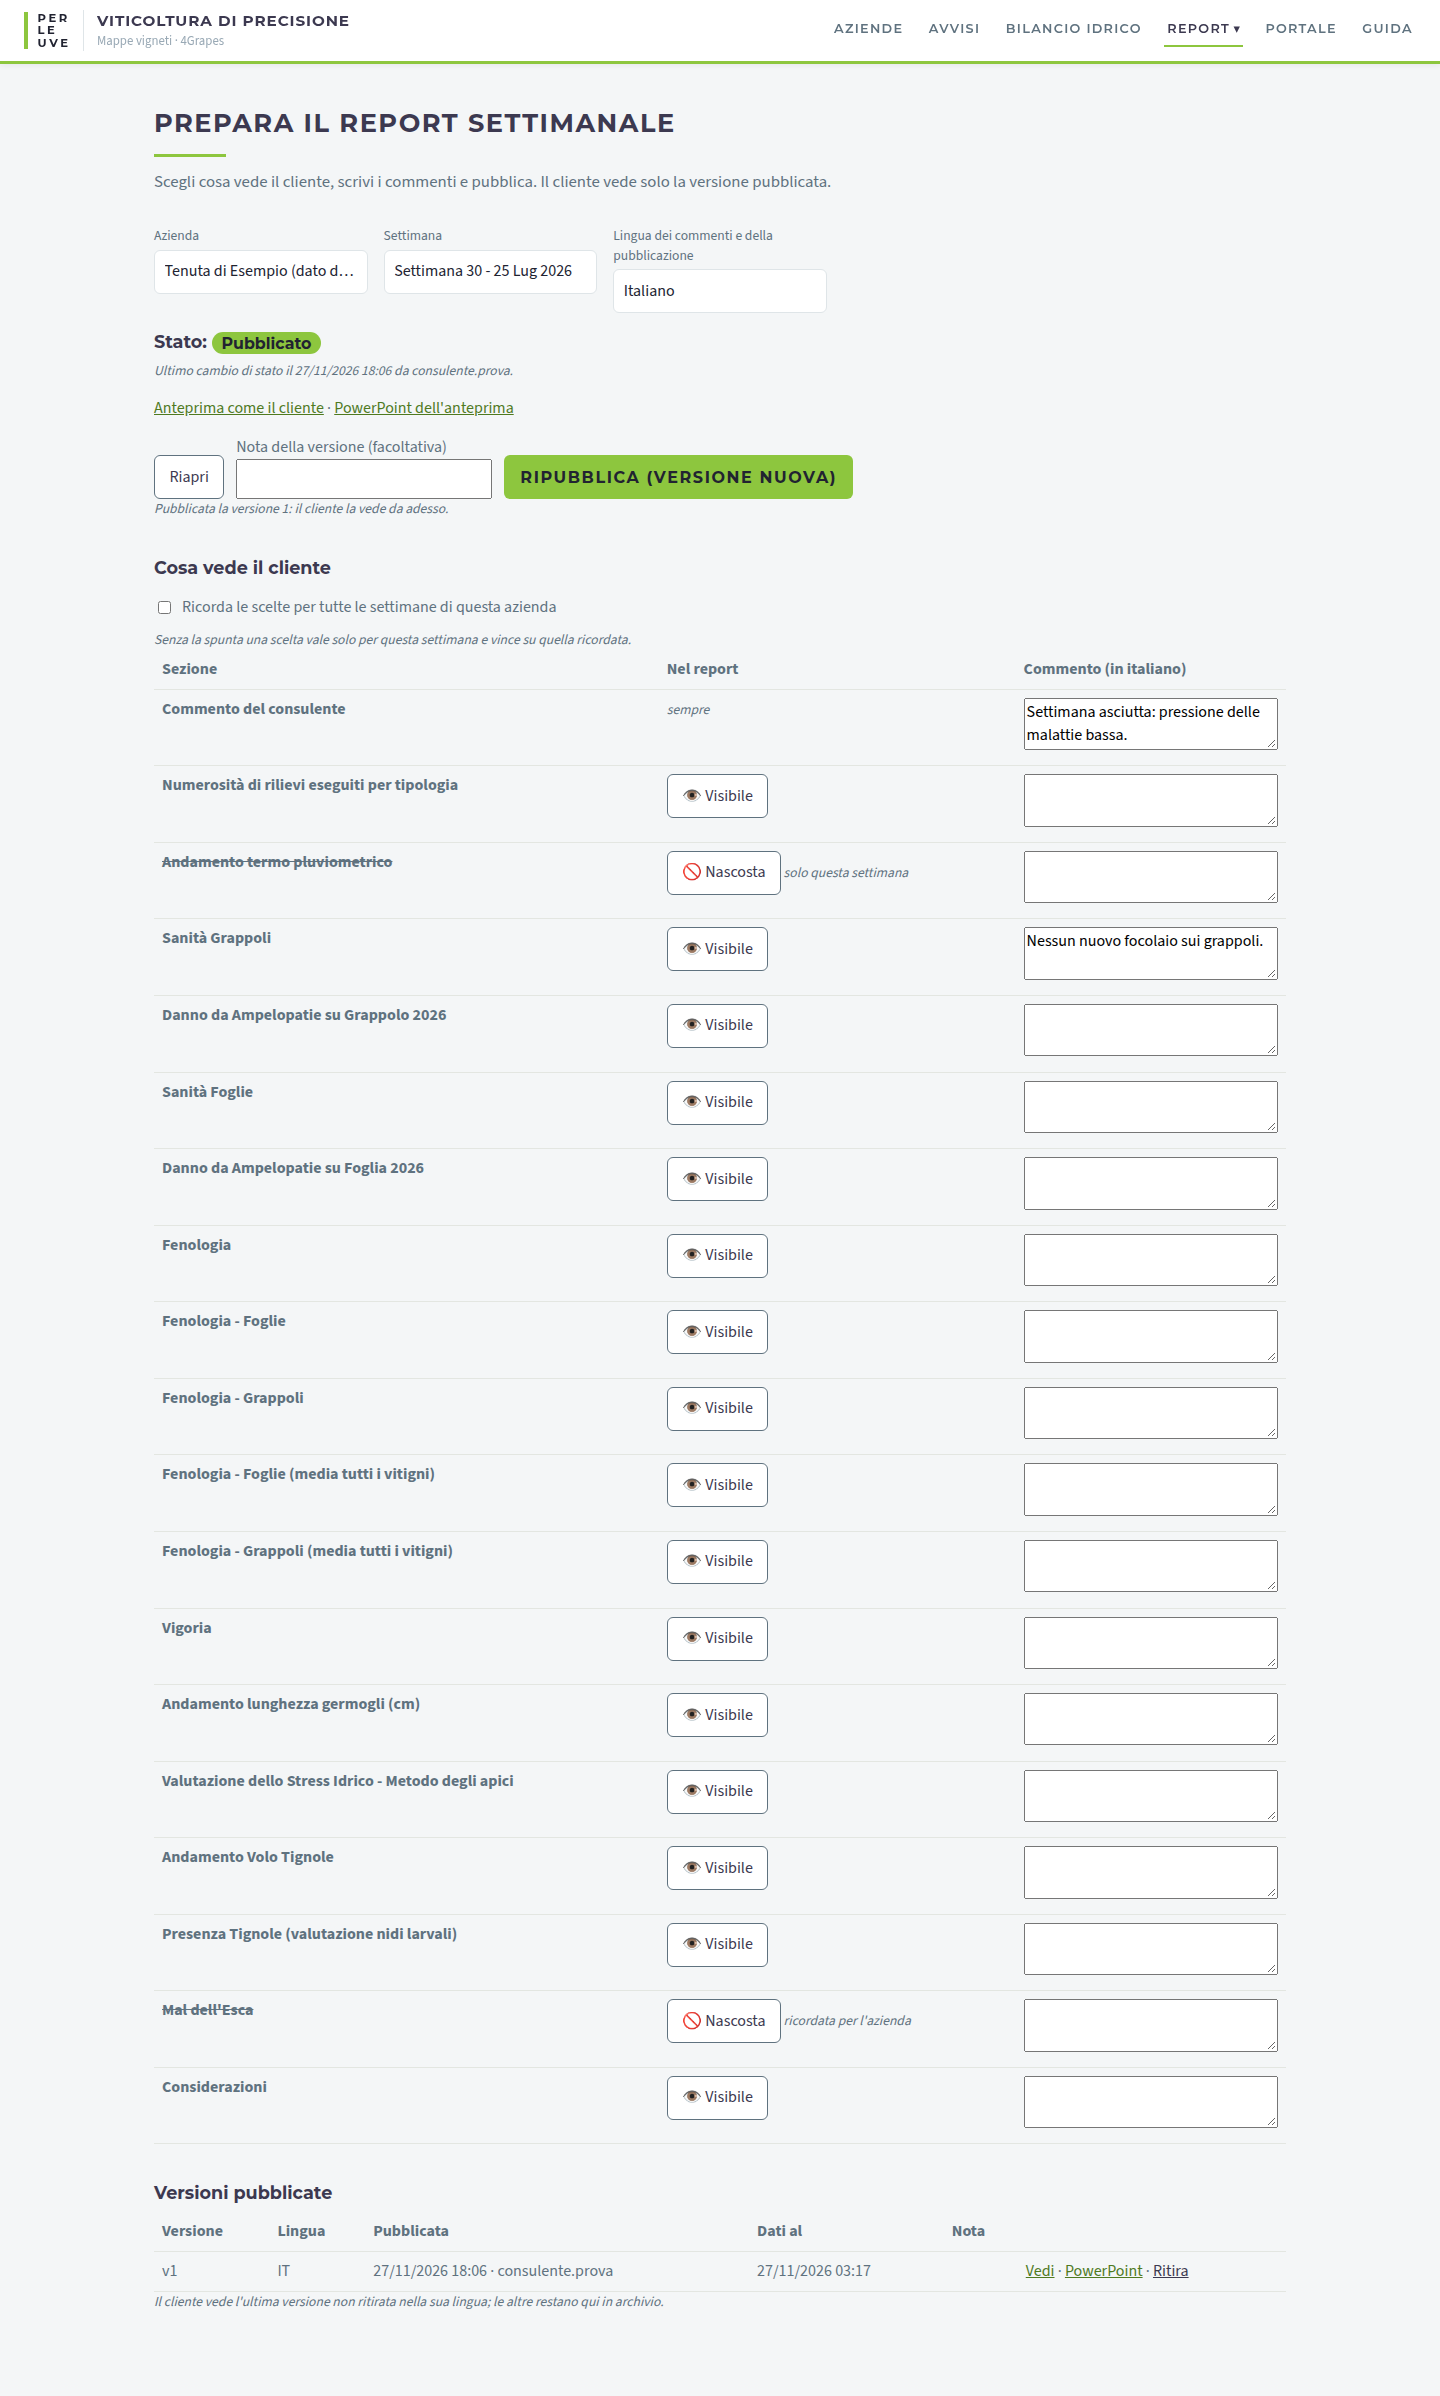 PER
LE
UVE
VITICOLTURA DI PRECISIONE
Mappe vigneti · 4Grapes
AZIENDE AVVISI BILANCIO IDRICO REPORT ▾ PORTALE GUIDA
PREPARA IL REPORT SETTIMANALE
Scegli cosa vede il cliente, scrivi i commenti e pubblica. Il cliente vede solo la versione pubblicata.
Azienda
Tenuta di Esempio (dato d…
Settimana
Settimana 30 - 25 Lug 2026
Lingua dei commenti e della
pubblicazione
Italiano
Stato: Pubblicato
Ultimo cambio di stato il 27/11/2026 18:06 da consulente.prova.
Anteprima come il cliente · PowerPoint dell'anteprima
Nota della versione (facoltativa)
Riapri RIPUBBLICA (VERSIONE NUOVA)
Pubblicata la versione 1: il cliente la vede da adesso.
Cosa vede il cliente
Ricorda le scelte per tutte le settimane di questa azienda
Senza la spunta una scelta vale solo per questa settimana e vince su quella ricordata.
Sezione Nel report Commento (in italiano)
Commento del consulente sempre Settimana asciutta: pressione delle
malattie bassa.
Numerosità di rilievi eseguiti per tipologia Visibile
Andamento termo pluviometrico Nascosta solo questa settimana
Sanità Grappoli Visibile Nessun nuovo focolaio sui grappoli.
Danno da Ampelopatie su Grappolo 2026 Visibile
Sanità Foglie Visibile
Danno da Ampelopatie su Foglia 2026 Visibile
Fenologia Visibile
Fenologia - Foglie Visibile
Fenologia - Grappoli Visibile
Fenologia - Foglie (media tutti i vitigni) Visibile
Fenologia - Grappoli (media tutti i vitigni) Visibile
Vigoria Visibile
Andamento lunghezza germogli (cm) Visibile
Valutazione dello Stress Idrico - Metodo degli apici Visibile
Andamento Volo Tignole Visibile
Presenza Tignole (valutazione nidi larvali) Visibile
Mal dell'Esca Nascosta ricordata per l'azienda
Considerazioni Visibile
Versioni pubblicate
Versione Lingua Pubblicata Dati al Nota
v1 IT 27/11/2026 18:06 · consulente.prova 27/11/2026 03:17 Vedi · PowerPoint · Ritira
Il cliente vede l'ultima versione non ritirata nella sua lingua; le altre restano qui in archivio.